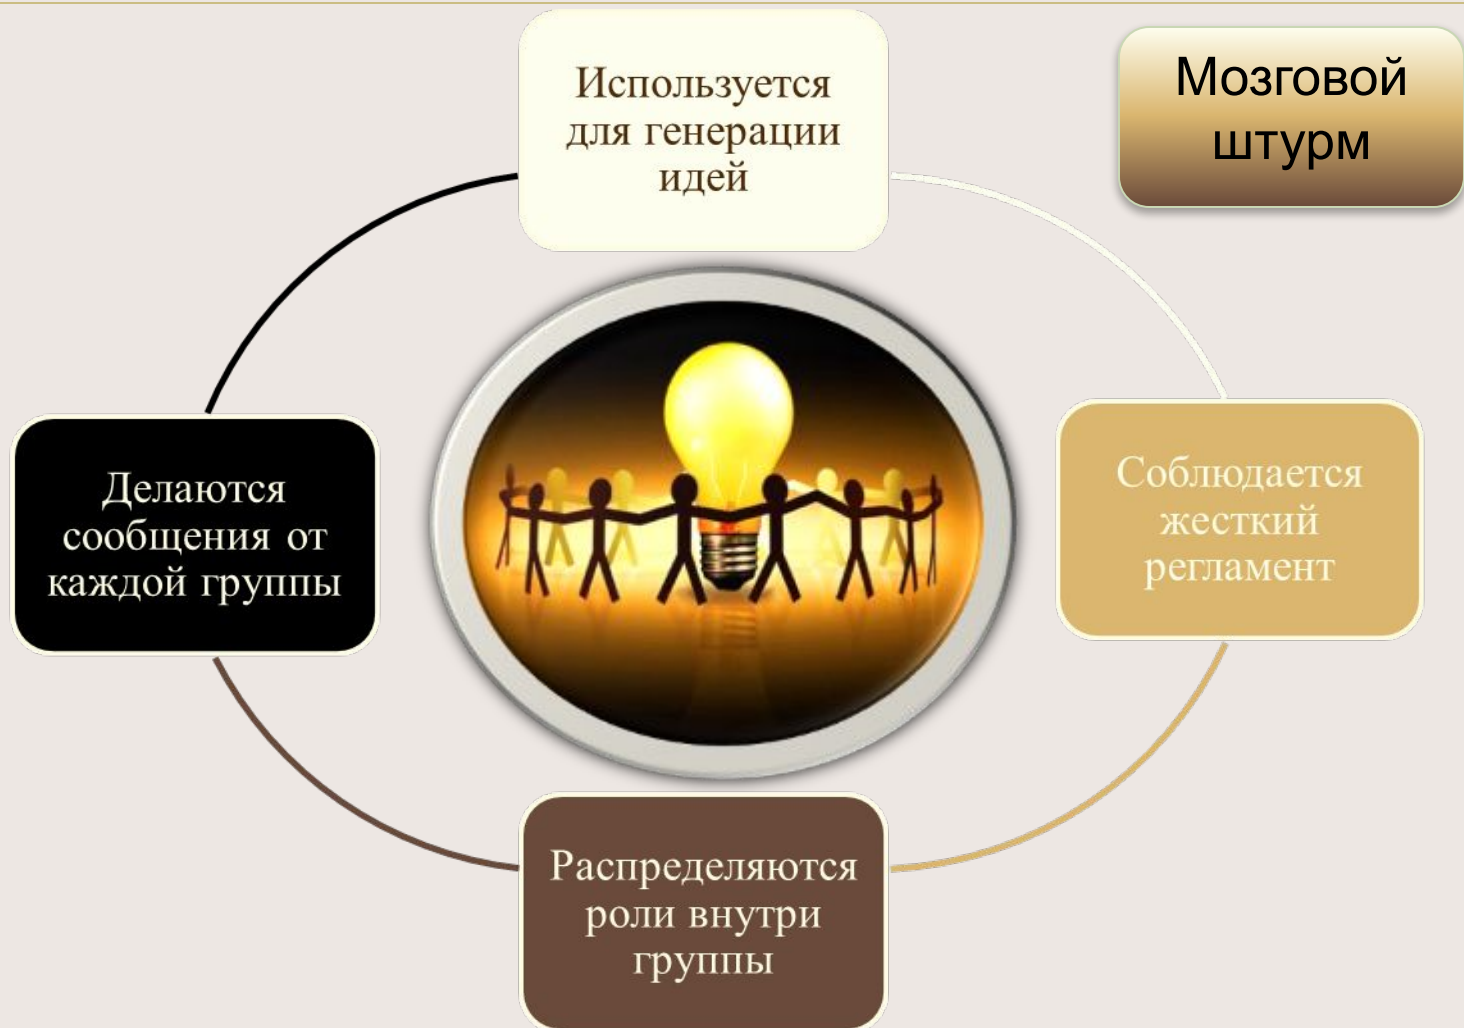 Мозговой
штурм
Используется
для генерации
идей
Соблюдается
жесткий
регламент
Распределяются
роли внутри
группы
Делаются
сообщения от
каждой группы